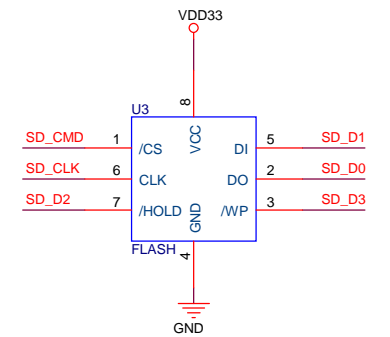 VDD33
U3
8
VCC
SD_CMD 1 /CS DI 5 SD_D1
SD_CLK 6 CLK DO 2 SD_D0
SD_D2 7 /HOLD GND /WP 3 SD_D3
FLASH
4
GND